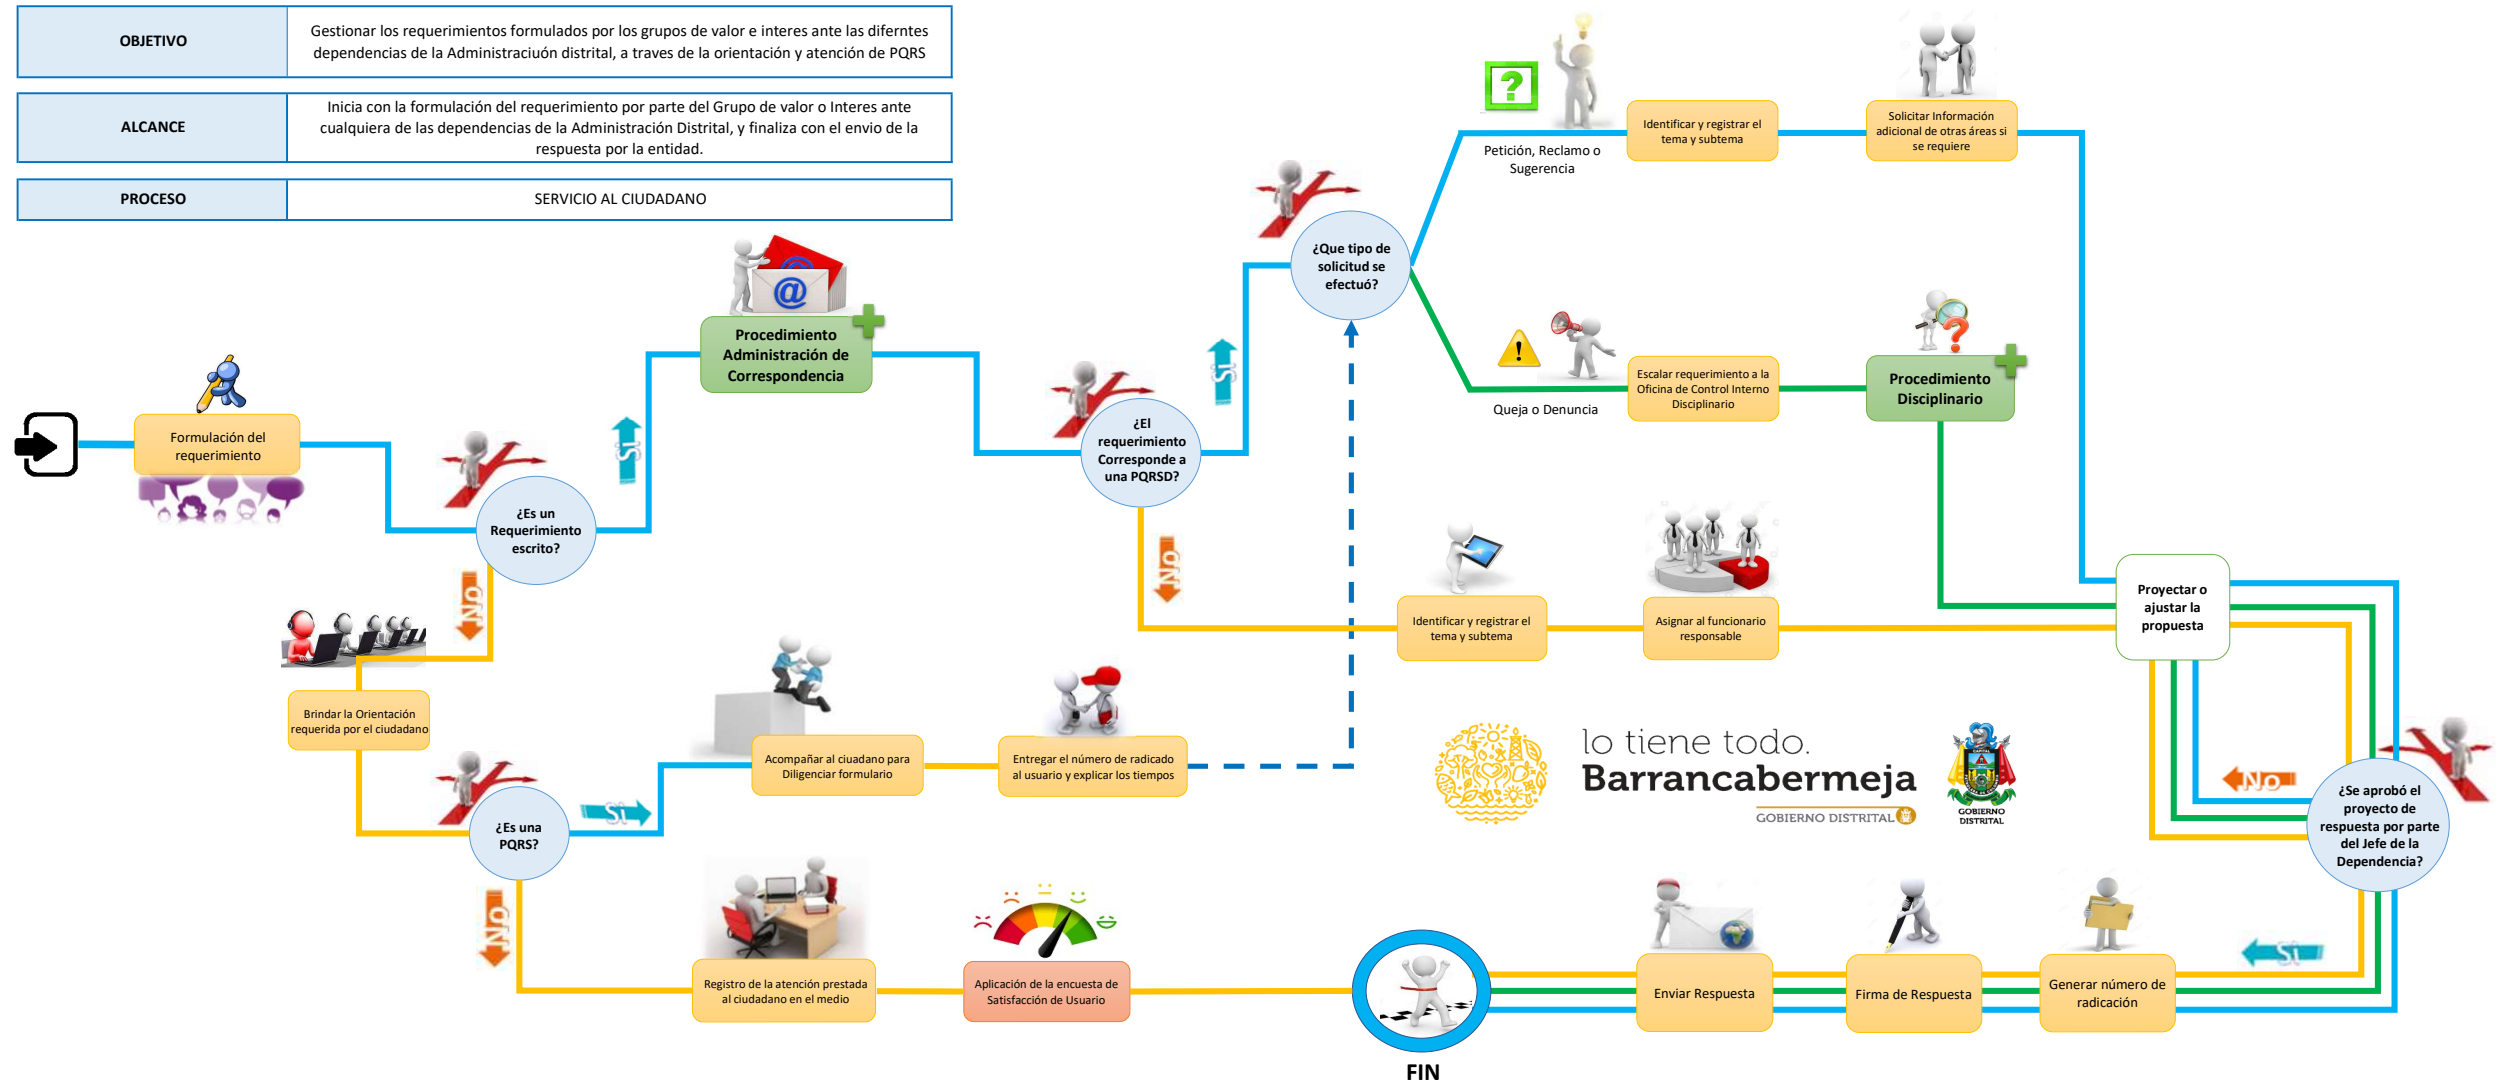 OBJETIVO
Gestionar los requerimientos formulados por los grupos de valor e interes ante las diferntes
dependencias de la Administraciuón distrital, a traves de la orientación y atención de PQRS
ALCANCE
Inicia con la formulación del requerimiento por parte del Grupo de valor o Interes ante
cualquiera de las dependencias de la Administración Distrital, y finaliza con el envio de la
respuesta por la entidad.
PROCESO
SERVICIO AL CIUDADANO
Formulación del
requerimiento
¿Es un
Requerimiento
escrito?
Si
No
Procedimiento
Administración de
Correspondencia
¿El
requerimiento
Corresponde a
una PQRSD?
Si
No
¿Que tipo de
solicitud se
efectuó?
Petición, Reclamo o
Sugerencia
Identificar y registrar el
tema y subtema
Solicitar Información
adicional de otras áreas si
se requiere
Queja o Denuncia
Escalar requerimiento a la
Oficina de Control Interno
Disciplinario
Procedimiento
Disciplinario
Identificar y registrar el
tema y subtema
Asignar al funcionario
responsable
Proyectar o
ajustar la
propuesta
Brindar la Orientación
requerida por el ciudadano
¿Es una
PQRS?
Si
No
Acompañar al ciuadano para
Diligenciar formulario
Entregar el número de radicado
al usuario y explicar los tiempos
lo tiene todo.
Barrancabermeja
GOBIERNO DISTRITAL
GOBIERNO
DISTRITAL
No
¿Se aprobó el
proyecto de
respuesta por parte
del Jefe de la
Dependencia?
Si
Registro de la atención prestada
al ciudadano en el medio
Aplicación de la encuesta de
Satisfacción de Usuario
FIN
Enviar Respuesta
Firma de Respuesta
Generar número de
radicación